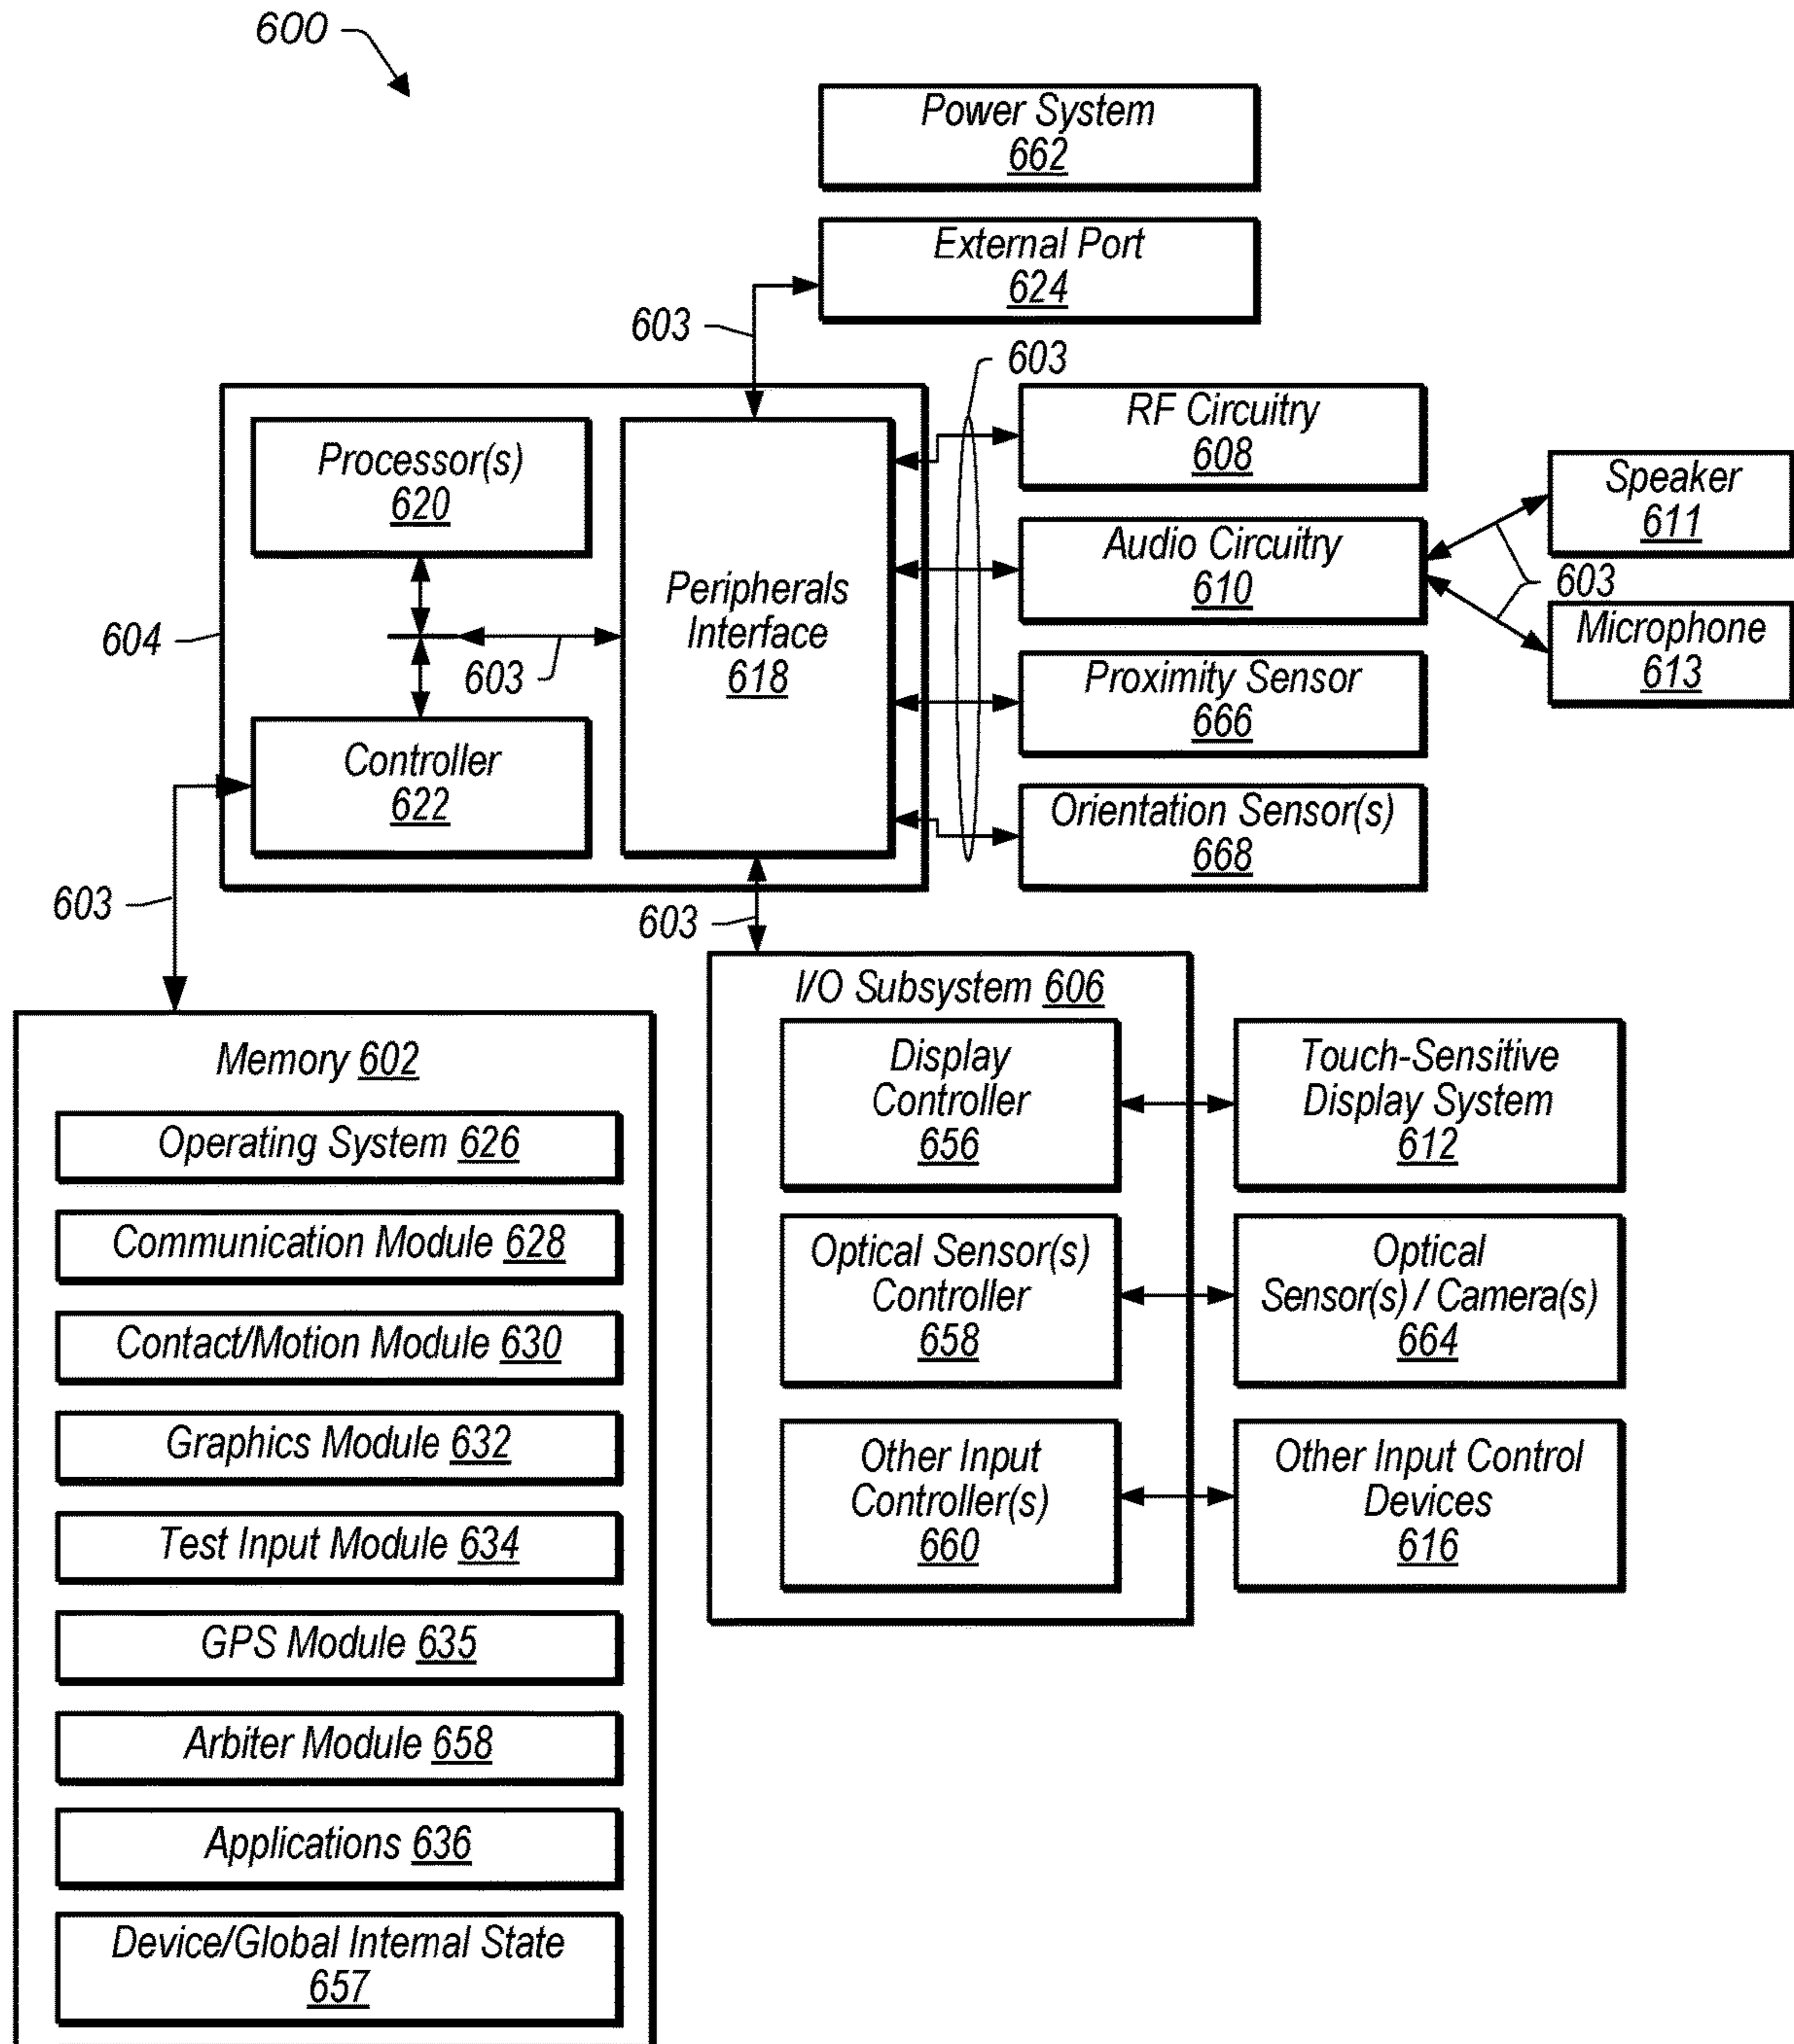 600
Power System
662
External Port
624
603
603
RF Circuitry
608
Processor(s)
620
Speaker
611
Audio Circuitry
610
Peripherals
Interface
618
603
604
603
Microphone
613
Proximity Sensor
666
Controller
622
Orientation Sensor(s)
668
603
603
I/O Subsystem 606
Memory 602
Display
Controller
656
Touch-Sensitive
Display System
612
Operating System 626
Communication Module 628
Optical Sensor(s)
Controller
658
Optical
Sensor(s) / Camera(s)
664
Contact/Motion Module 630
Graphics Module 632
Other Input
Controller(s)
660
Other Input Control
Devices
616
Test Input Module 634
GPS Module 635
Arbiter Module 658
Applications 636
Device/Global Internal State
657